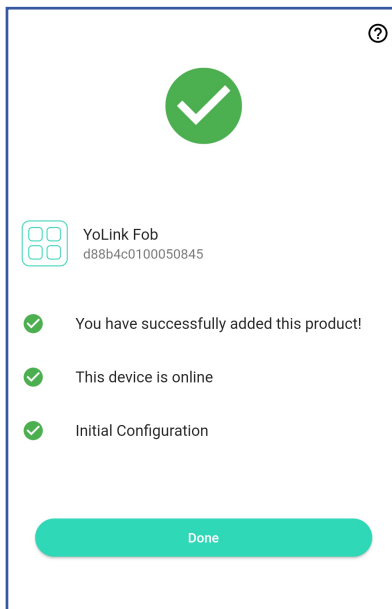 YoLink Fob
d88b4c0100050845
You have successfully added this product!
This device is online
Initial Configuration
Done